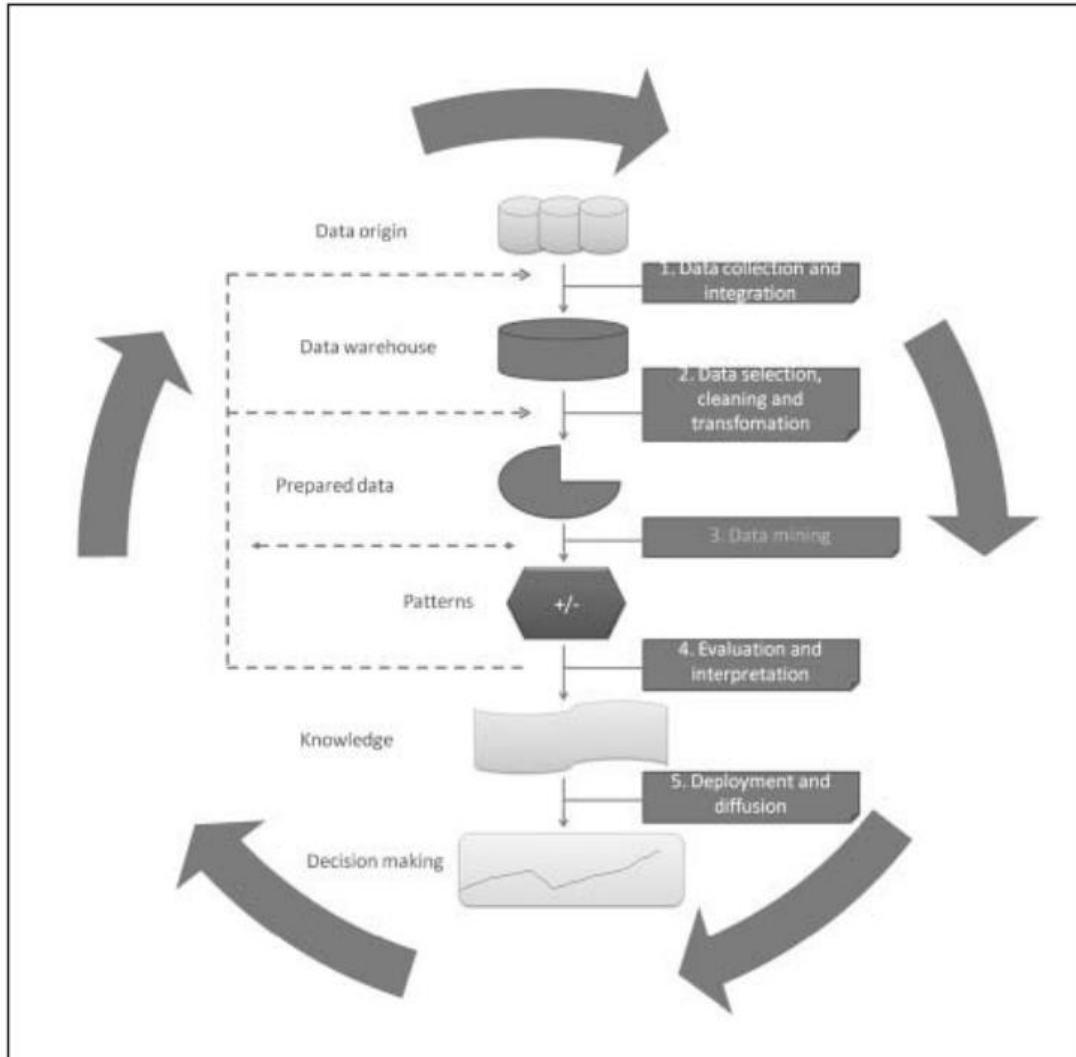 Data origin
1. Data collection and
integration
Data warehouse
2. Data selection,
cleaning and
transfomation
Prepared data
3. Data mining
Patterns
+/-
4. Evaluation and
interpretation
Knowledge
5. Deployment and
diffusion
Decision making